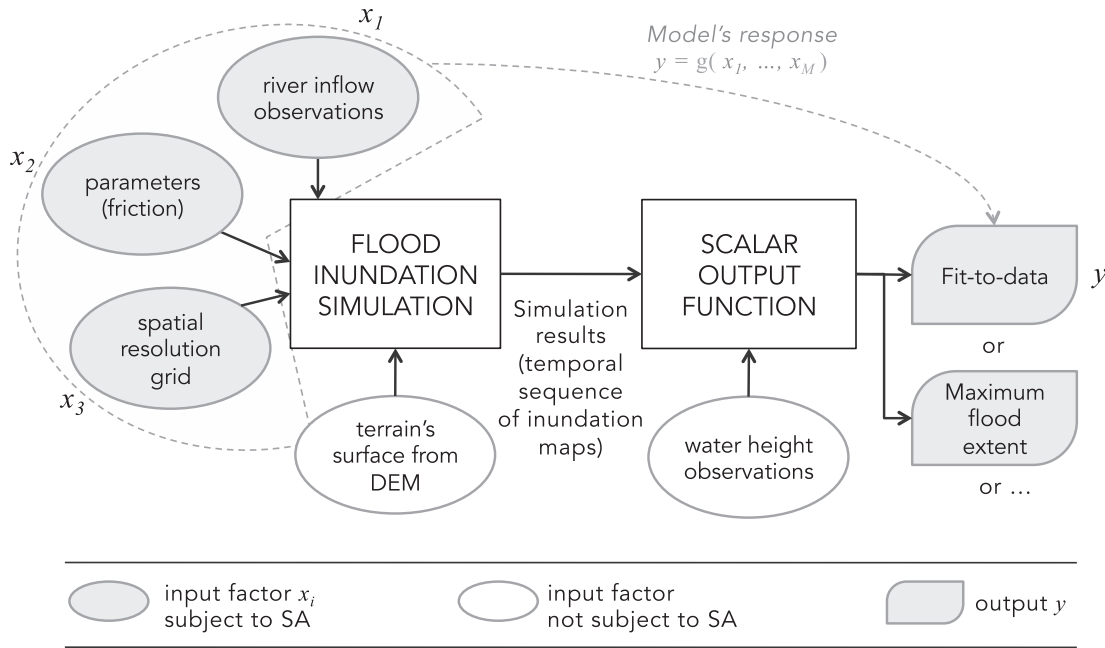 x1
Model's response
y = g( x1, ..., xM )
river inflow
observations
x2
parameters
(friction)
FLOOD
INUNDATION
SIMULATION
SCALAR
OUTPUT
FUNCTION
Fit-to-data
y
spatial
resolution
grid
x3
Simulation
results
(temporal
sequence
of inundation
maps)
or
Maximum
flood
extent
or ...
terrain's
surface from
DEM
water height
observations
input factor xi
subject to SA
input factor
not subject to SA
output y